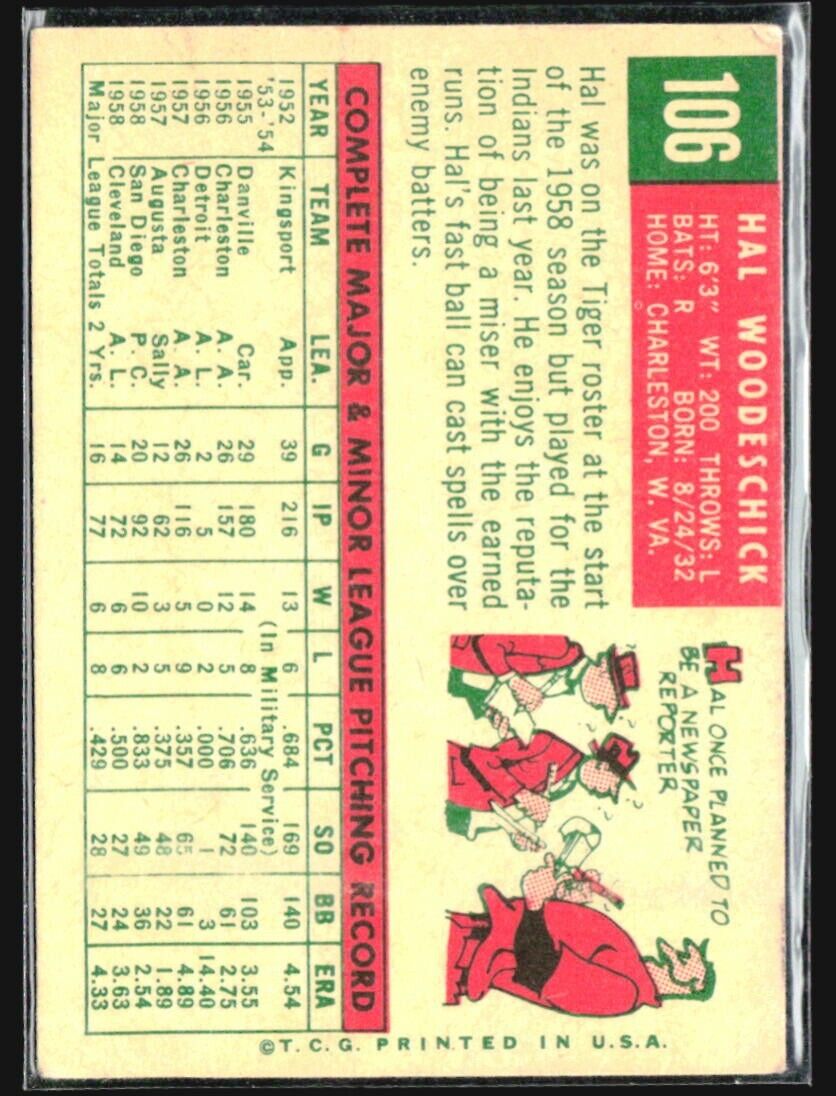 106
HAL WOODESCHICK
HT: 6'3" WT: 200 THROWS: L
BATS: R BORN: 8/24/32
HOME: CHARLESTON, W. VA.
Hal was on the Tiger roster at the start
of the 1958 season but played for the
Indians last year. He enjoys the reputa-
tion of being a miser with the earned
runs. Hal's fast ball can cast spells over
enemy batters.
HAL ONCE PLANNED TO
BE A NEWSPAPER
REPORTER
COMPLETE MAJOR & MINOR LEAGUE PITCHING RECORD
YEAR TEAM LEA. G IP W L PCT SO BB ERA
1952 Kingsport App. 39 216 13 6 .684 169 140 4.54
'53-'54 (In Military Service)
1955 Danville Car. 29 180 14 8 .636 140 103 3.55
1956 Charleston A. A. 26 157 12 5 .706 72 61 2.75
1956 Detroit A. L. 2 5 0 2 .000 1 3 14.40
1957 Charleston A. A. 26 116 5 9 .357 65 61 4.89
1957 Augusta Sally 12 62 3 5 .375 48 22 1.89
1958 San Diego P. C. 20 92 10 2 .833 49 36 2.54
1958 Cleveland A. L. 14 72 6 6 .500 27 24 3.63
Major League Totals 2 Yrs. 16 77 6 8 .429 28 27 4.33
©T.C.G. PRINTED IN U.S.A.